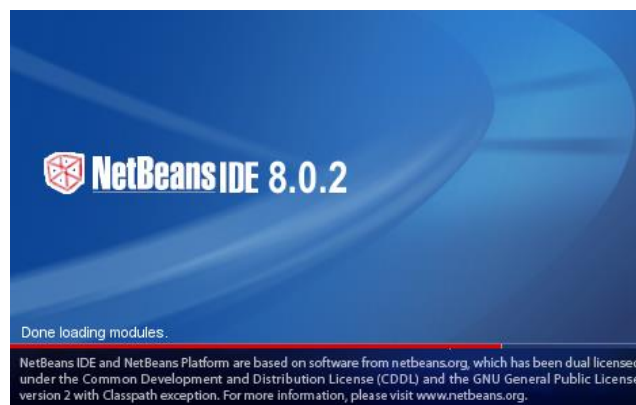 NetBeans IDE 8.0.2
Done loading modules.
NetBeans IDE and NetBeans Platform are based on software from netbeans.org, which has been dual licensed
under the Common Development and Distribution License (CDDL) and the GNU General Public License
version 2 with Classpath exception. For more information, please visit www.netbeans.org.